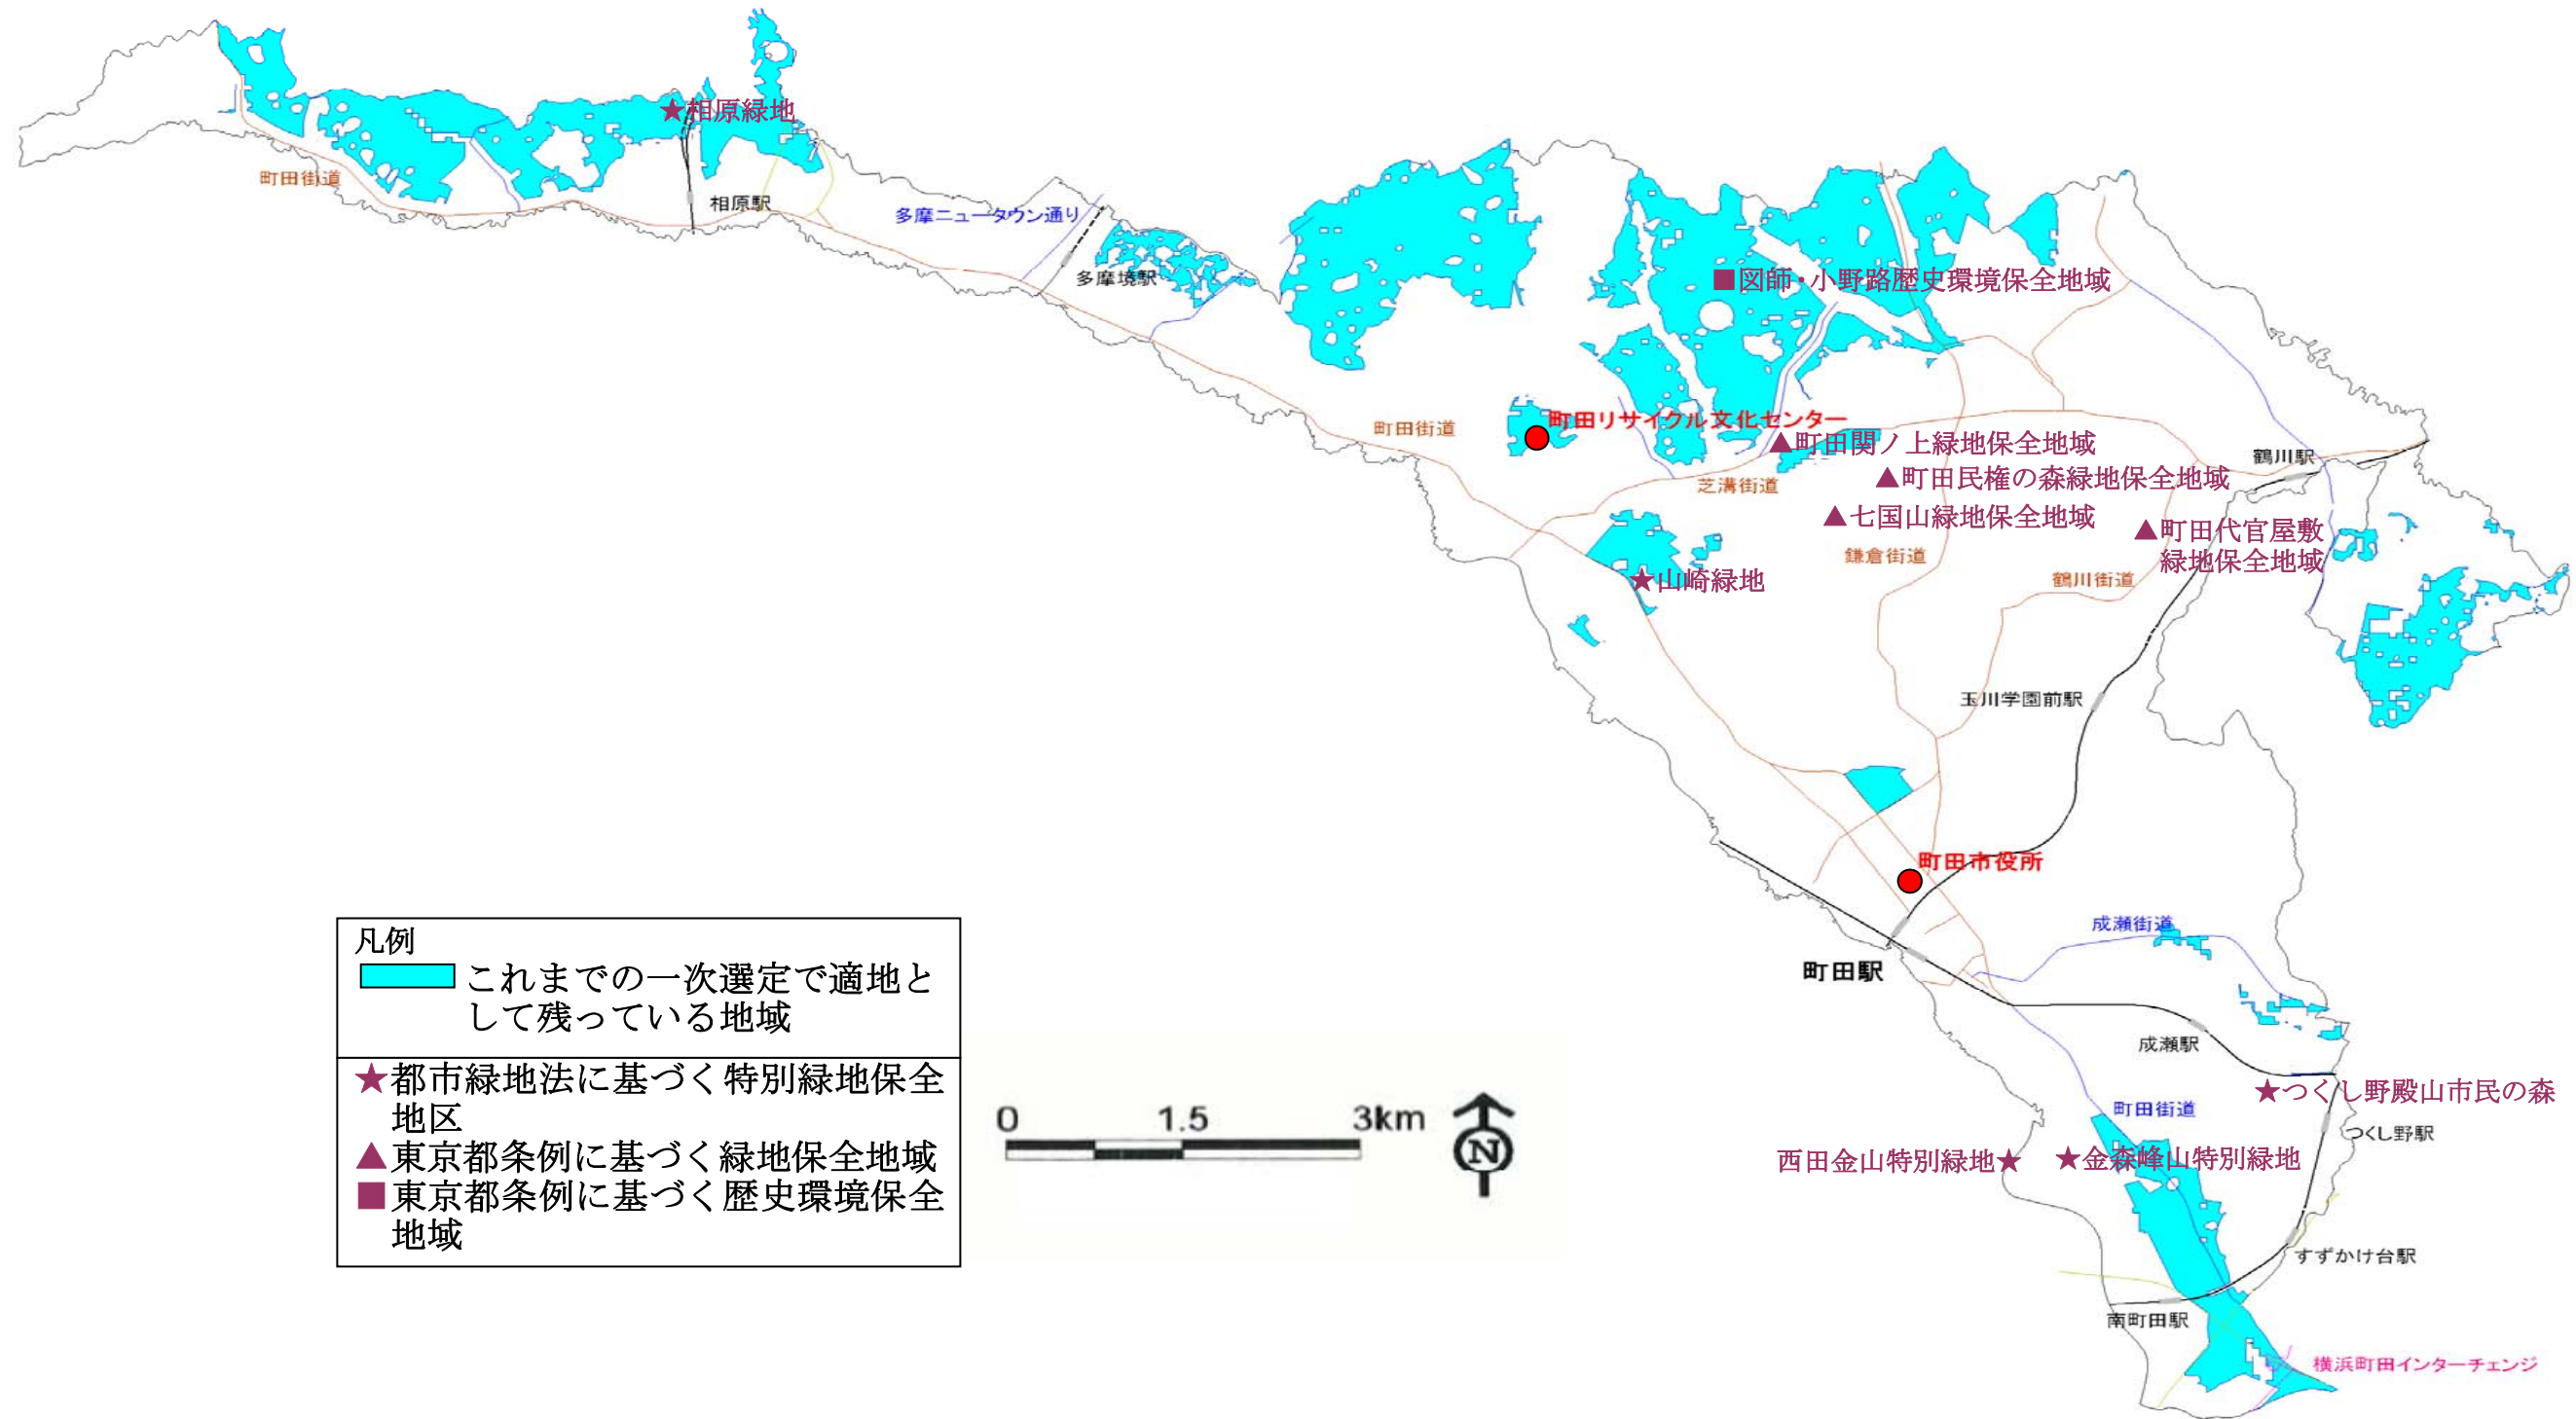 ★相原緑地
町田街道
相原駅
多摩ニュータウン通り
多摩境駅
■図師・小野路歴史環境保全地域
町田リサイクル文化センター
町田街道
▲町田関ノ上緑地保全地域
鶴川駅
芝溝街道
▲町田民権の森緑地保全地域
▲七国山緑地保全地域
▲町田代官屋敷
緑地保全地域
鎌倉街道
★山崎緑地
鶴川街道
玉川学園前駅
町田市役所
成瀬街道
町田駅
成瀬駅
★つくし野殿山市民の森
町田街道
つくし野駅
西田金山特別緑地★
★金森峰山特別緑地
すずかけ台駅
南町田駅
横浜町田インターチェンジ
凡例
これまでの一次選定で適地と
して残っている地域
★都市緑地法に基づく特別緑地保全
地区
▲東京都条例に基づく緑地保全地域
■東京都条例に基づく歴史環境保全
地域
0 1.5 3km
N